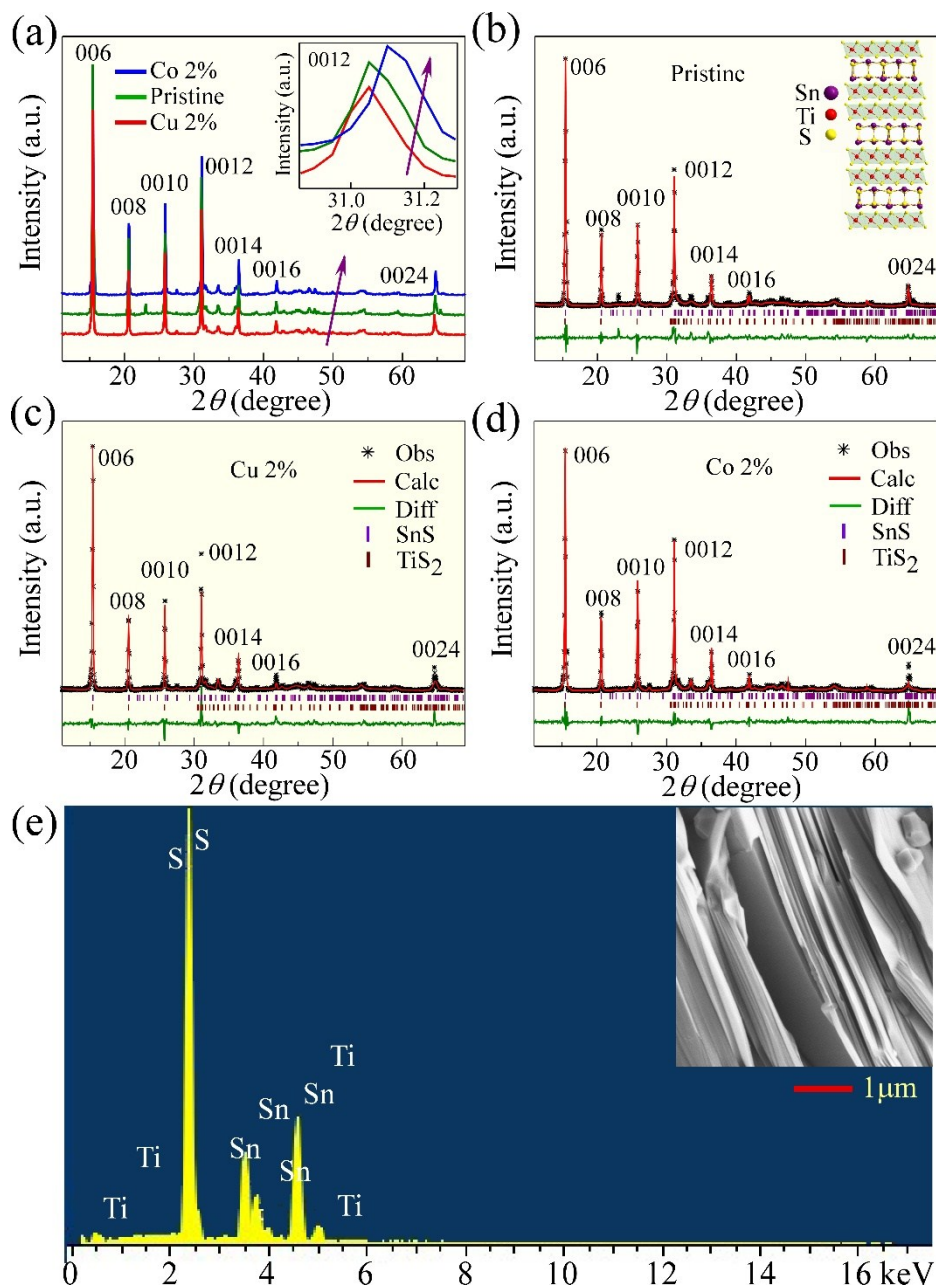 (a)
006
Co 2%
Pristine
Cu 2%
008
0010
0012
0014
0016
0024
Intensity (a.u.)
20 30 40 50 60
2θ (degree)
0012
Intensity (a.u.)
31.0 31.2
2θ (degree)
(b)
006
Pristine
Sn
Ti
S
008
0010
0012
0014
0016
0024
Intensity (a.u.)
20 30 40 50 60
2θ (degree)
(c)
006
Cu 2%
Obs
Calc
Diff
SnS
TiS2
008
0010
0012
0014
0016
0024
Intensity (a.u.)
20 30 40 50 60
2θ (degree)
(d)
006
Co 2%
Obs
Calc
Diff
SnS
TiS2
008
0010
0012
0014
0016
0024
Intensity (a.u.)
20 30 40 50 60
2θ (degree)
(e)
S S
Ti
Sn Sn
Sn Sn
Ti
Ti Ti
1μm
0 2 4 6 8 10 12 14 16 keV